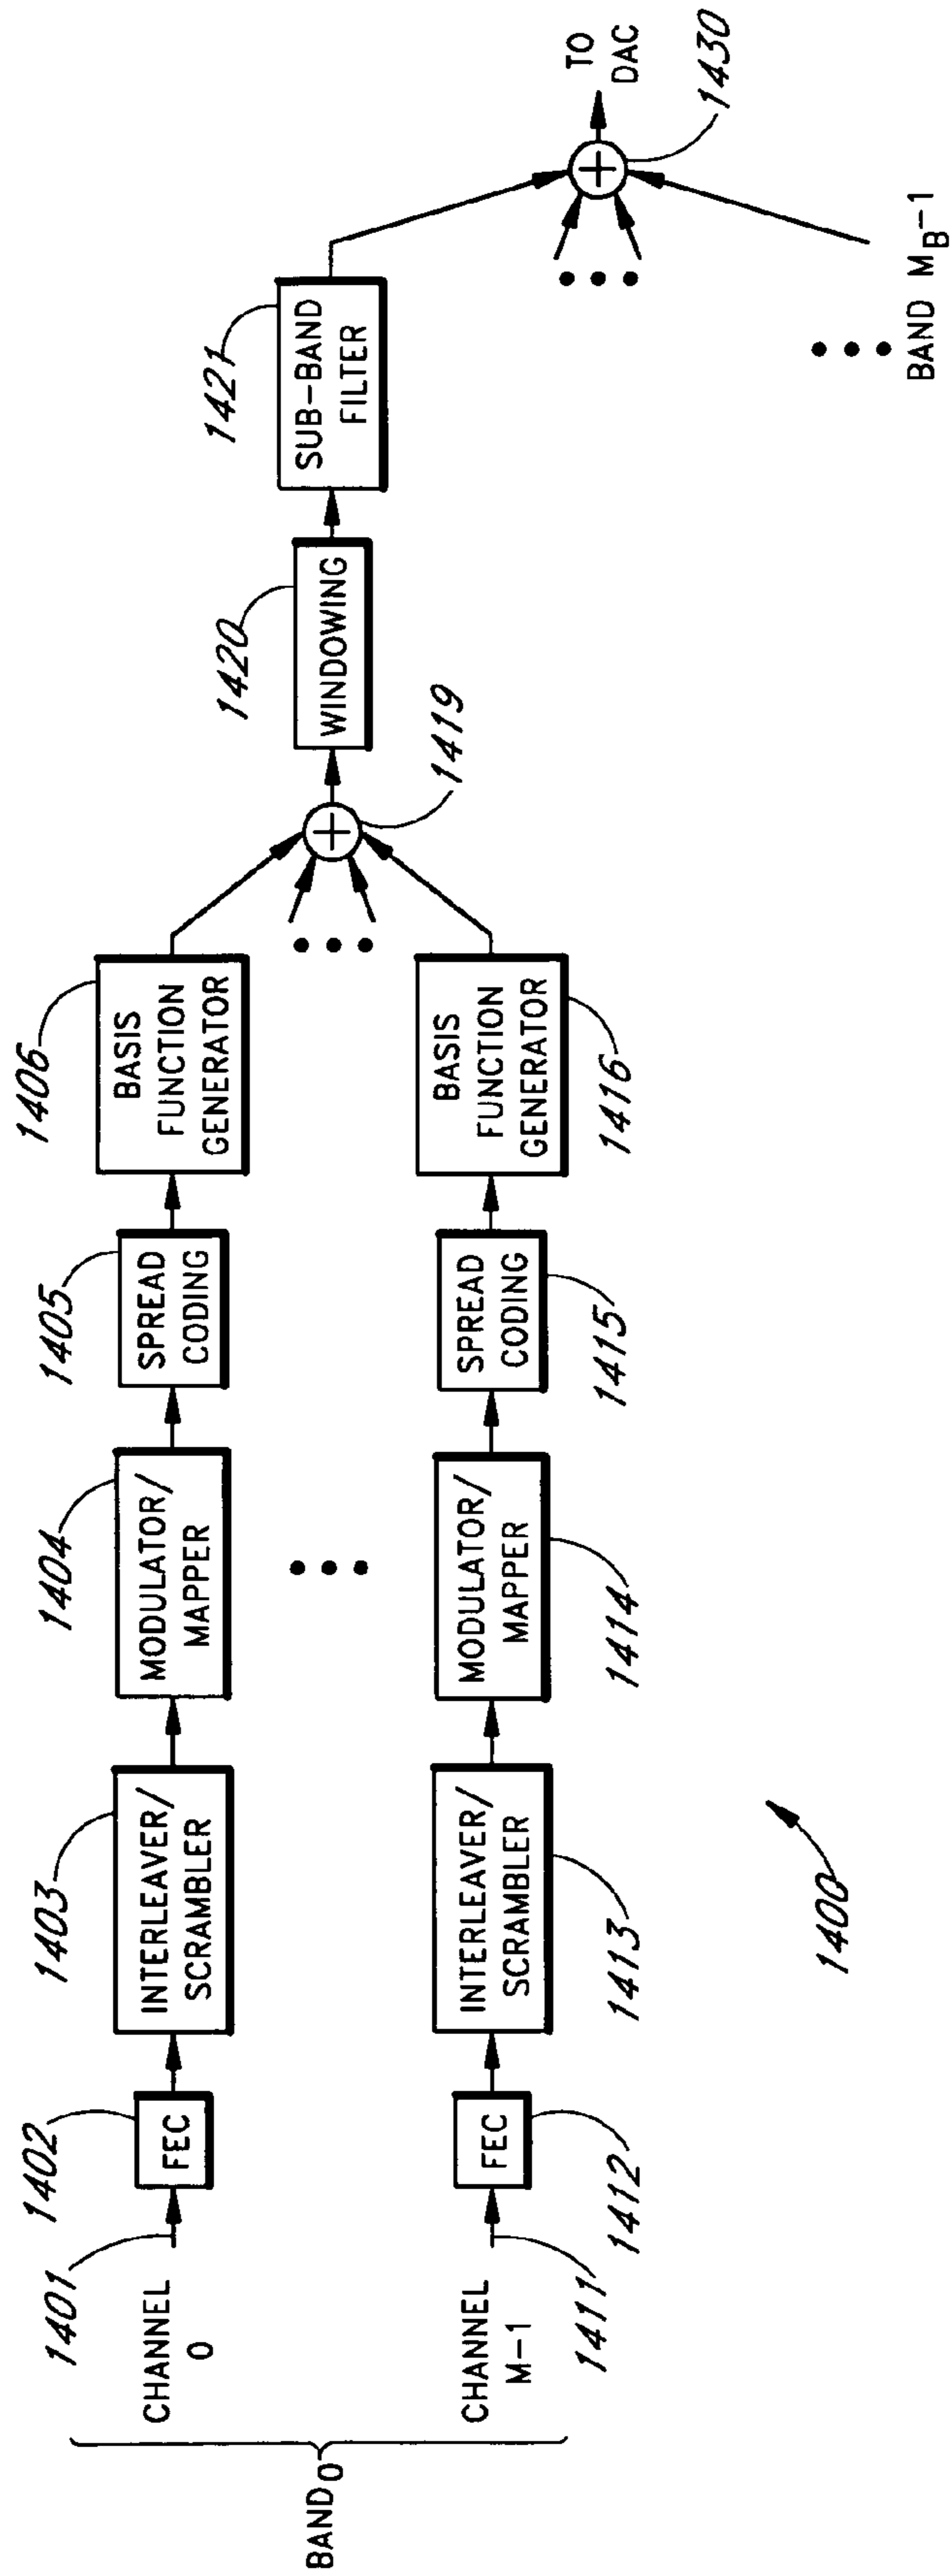 BAND0
CHANNEL
0
1401
1402
FEC
1403
INTERLEAVER/
SCRAMBLER
1404
MODULATOR/
MAPPER
1405
SPREAD
CODING
1406
BASIS
FUNCTION
GENERATOR
CHANNEL
M-1
1411
1412
FEC
1413
INTERLEAVER/
SCRAMBLER
1414
MODULATOR/
MAPPER
1415
SPREAD
CODING
1416
BASIS
FUNCTION
GENERATOR
1419
1420
WINDOWING
1421
SUB-BAND
FILTER
TO
DAC
1430
BAND MB-1
1400